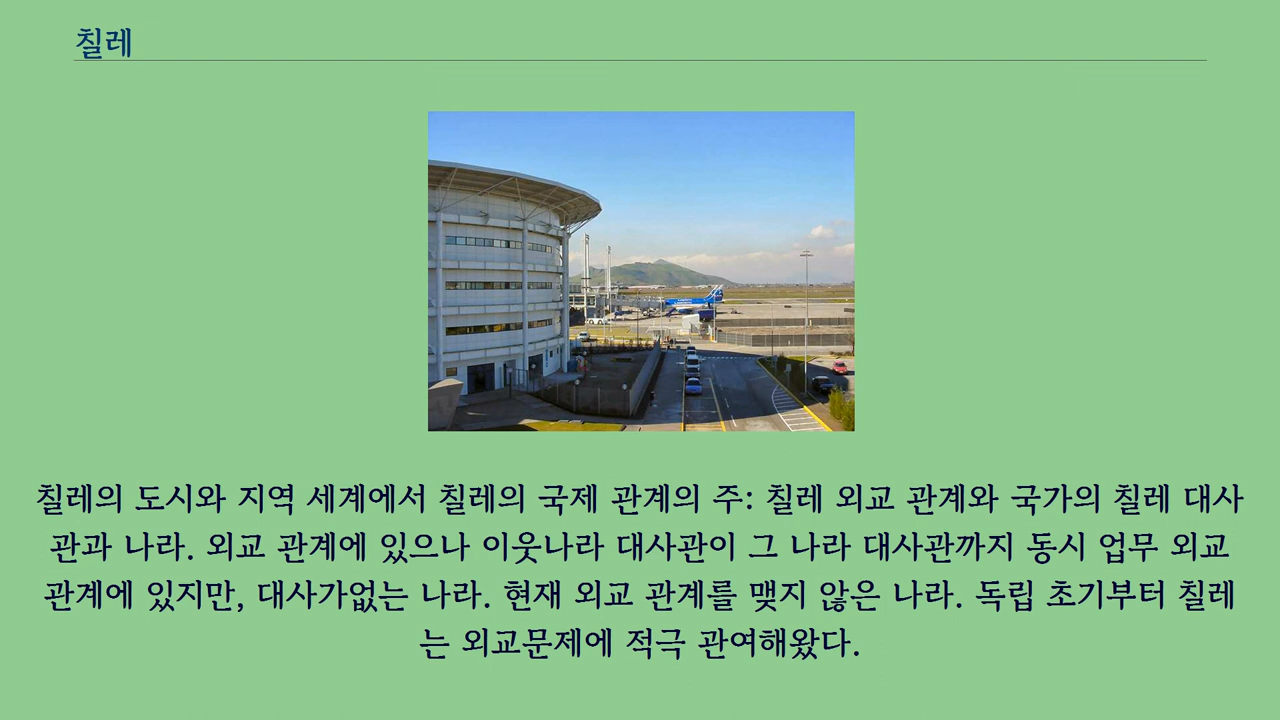 칠레
칠레의 도시와 지역 세계에서 칠레의 국제 관계의 주: 칠레 외교 관계와 국가의 칠레 대사
관과 나라. 외교 관계에 있으나 이웃나라 대사관이 그 나라 대사관까지 동시 업무 외교
관계에 있지만, 대사가없는 나라. 현재 외교 관계를 맺지 않은 나라. 독립 초기부터 칠레
는 외교문제에 적극 관여해왔다.